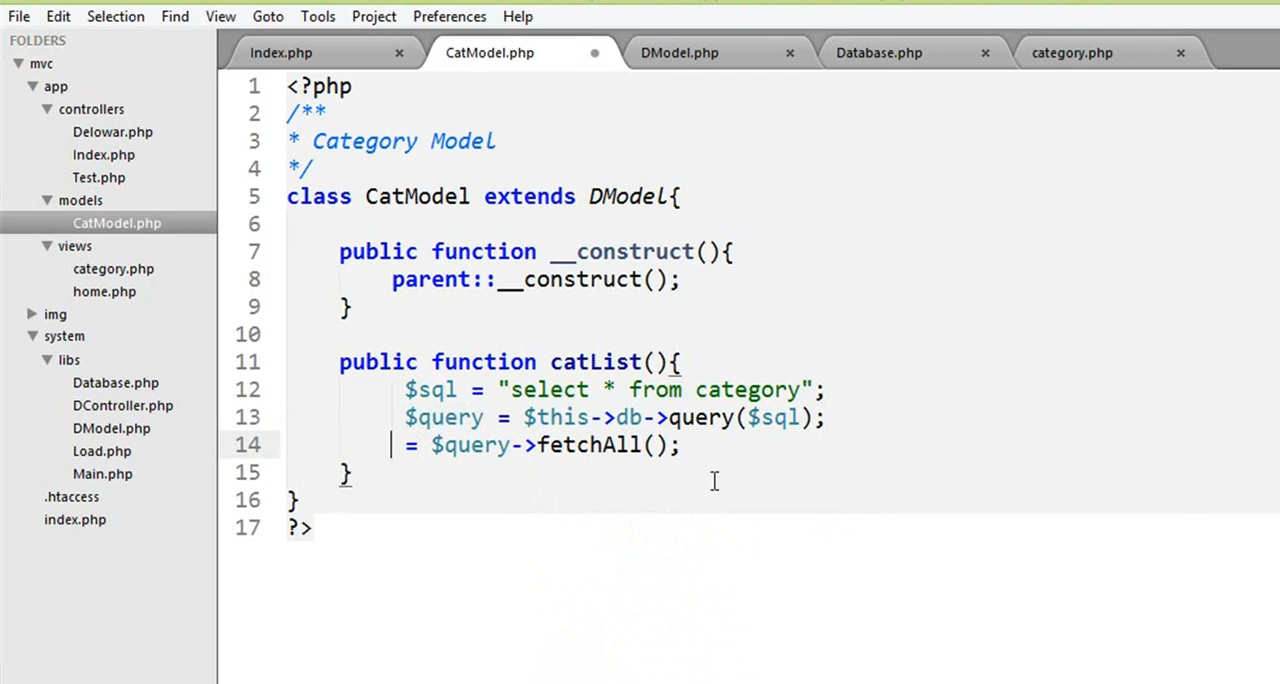 File Edit Selection Find View Goto Tools Project Preferences Help
FOLDERS
mvc
app
controllers
Delowar.php
Index.php
Test.php
models
CatModel.php
views
category.php
home.php
img
system
libs
Database.php
DController.php
DModel.php
Load.php
Main.php
.htaccess
index.php
Index.php × CatModel.php DModel.php × Database.php × category.php ×
1 <?php
2 /**
3 * Category Model
4 */
5 class CatModel extends DModel{
6
7 public function __construct(){
8 parent::__construct();
9 }
10
11 public function catList(){
12 $sql = "select * from category";
13 $query = $this->db->query($sql);
14 = $query->fetchAll();
15 }
16 }
17 ?>